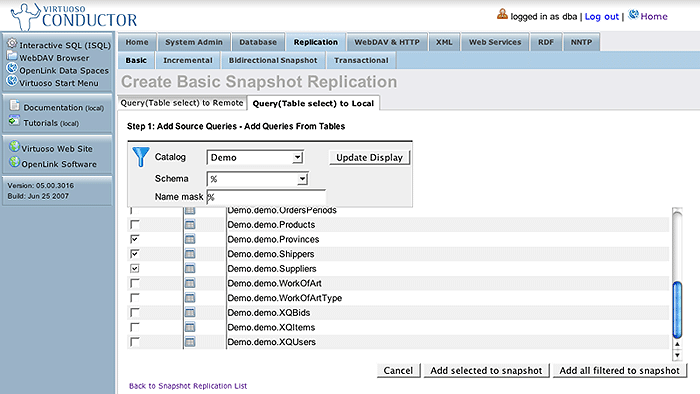 VIRTUOSO
CONDUCTOR
logged in as dba | Log out | Home
Interactive SQL (ISQL)
WebDAV Browser
OpenLink Data Spaces
Virtuoso Start Menu
Documentation (local)
Tutorials (local)
Virtuoso Web Site
OpenLink Software
Version: 05.00.3016
Build: Jun 25 2007
Home System Admin Database Replication WebDAV & HTTP XML Web Services RDF NNTP
Basic Incremental Bidirectional Snapshot Transactional
Create Basic Snapshot Replication
Query(Table select) to Remote Query(Table select) to Local
Step 1: Add Source Queries - Add Queries From Tables
Catalog Demo Update Display
Schema %
Name mask %
Demo.demo.OrdersPeriods
Demo.demo.Products
Demo.demo.Provinces
Demo.demo.Shippers
Demo.demo.Suppliers
Demo.demo.WorkOfArt
Demo.demo.WorkOfArtType
Demo.demo.XQBids
Demo.demo.XQItems
Demo.demo.XQUsers
Cancel Add selected to snapshot Add all filtered to snapshot
Back to Snapshot Replication List